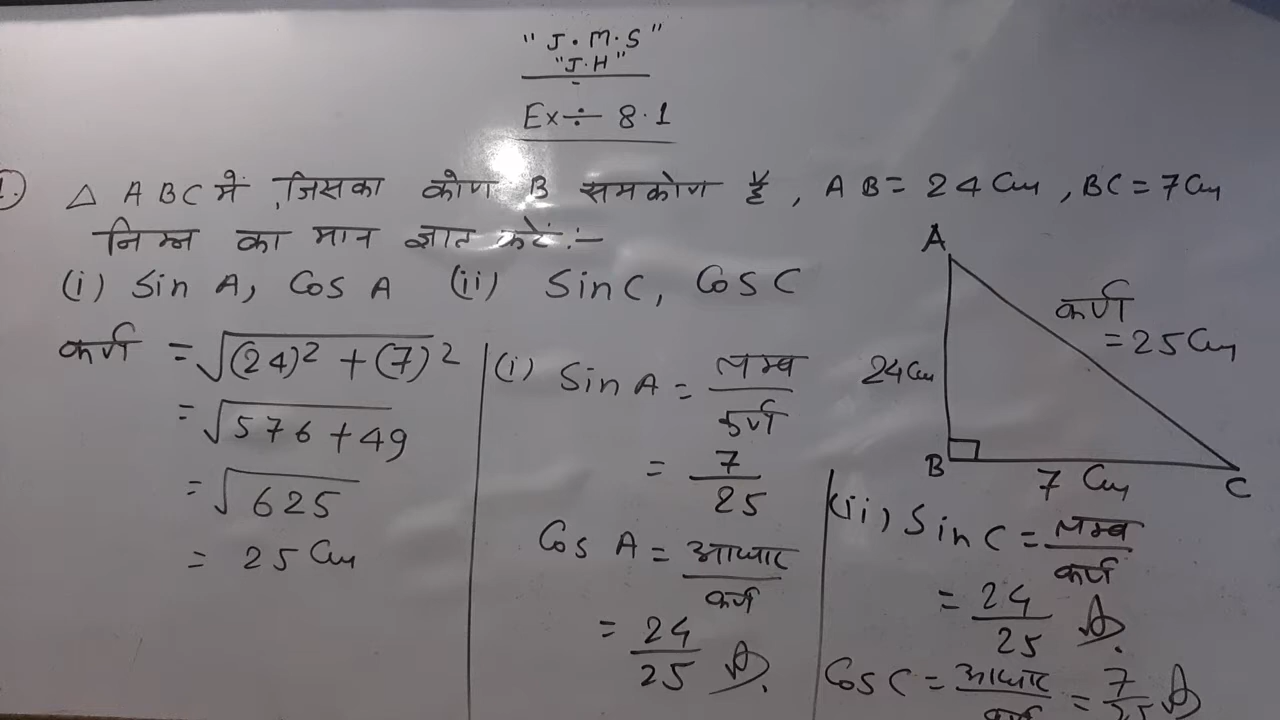 "J.M.S"
"J.H"
Ex÷ 8.1
1. △ ABC में, जिसका कोण B समकोण है, AB = 24 Cm, BC = 7 Cm
निम्न का मान ज्ञात करें:-
(i) Sin A, Cos A (ii) Sin C, Cos C
कर्ण = √(24)² + (7)²
= √576 + 49
= √625
= 25 Cm
(i) Sin A = लम्ब/कर्ण
= 7/25
Cos A = आधार/कर्ण
= 24/25 A.
A
कर्ण
= 25 Cm
24 Cm
B
7 Cm
C
(ii) Sin C = लम्ब/कर्ण
= 24/25 A.
Cos C = आधार/कर्ण = 7/25 A